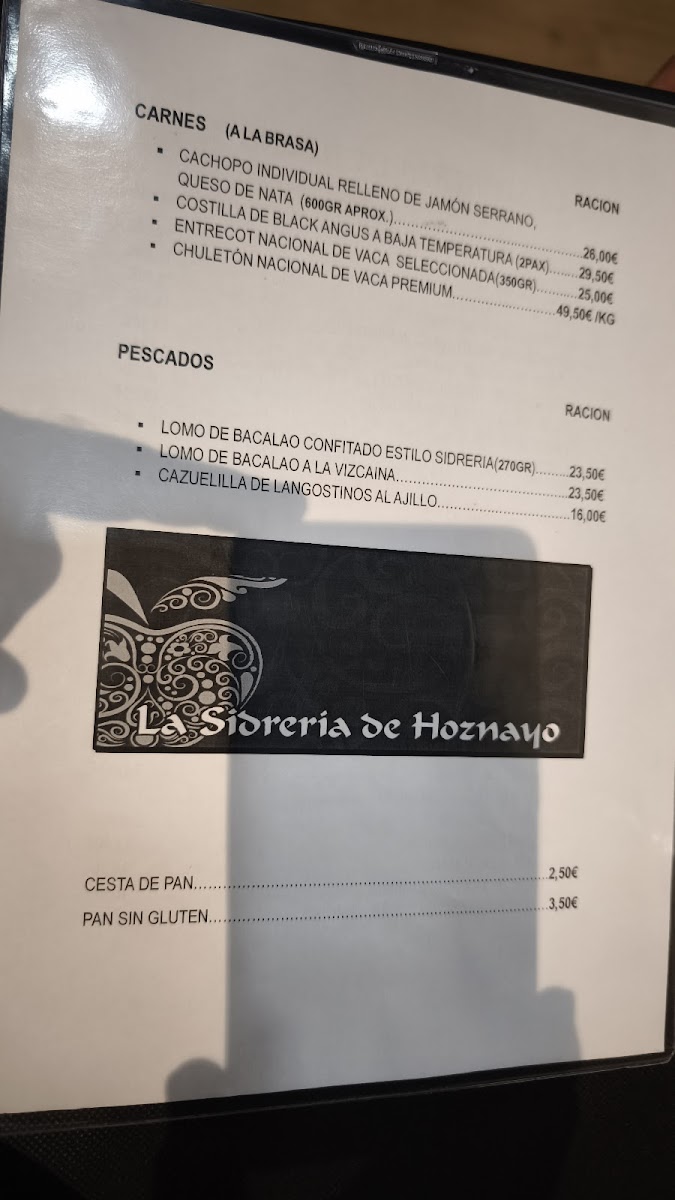 CARNES (A LA BRASA)
RACION
▪ CACHOPO INDIVIDUAL RELLENO DE JAMÓN SERRANO,
QUESO DE NATA (600GR APROX.)..........26,00€
▪ COSTILLA DE BLACK ANGUS A BAJA TEMPERATURA (2PAX)........29,50€
▪ ENTRECOT NACIONAL DE VACA SELECCIONADA(350GR)..........25,00€
▪ CHULETÓN NACIONAL DE VACA PREMIUM..........49,50€ /KG
PESCADOS
RACION
▪ LOMO DE BACALAO CONFITADO ESTILO SIDRERIA(270GR)........23,50€
▪ LOMO DE BACALAO A LA VIZCAINA..........23,50€
▪ CAZUELILLA DE LANGOSTINOS AL AJILLO..........16,00€
La Sidrería de Hoznayo
CESTA DE PAN..........2,50€
PAN SIN GLUTEN..........3,50€